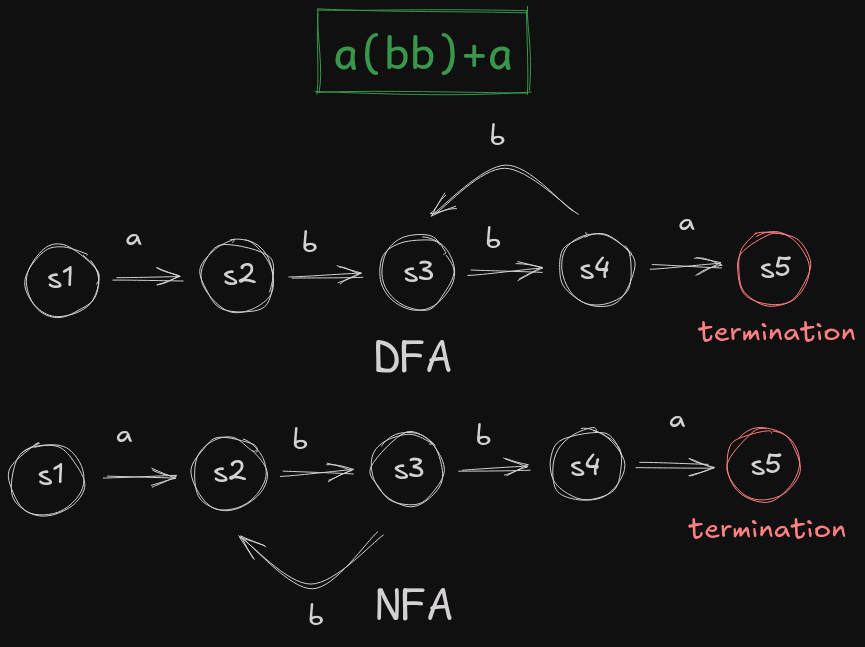 a(bb)+a
b
a
b
b
a
s1
s2
s3
s4
s5
termination
DFA
a
b
b
a
s1
s2
s3
s4
s5
termination
b
NFA